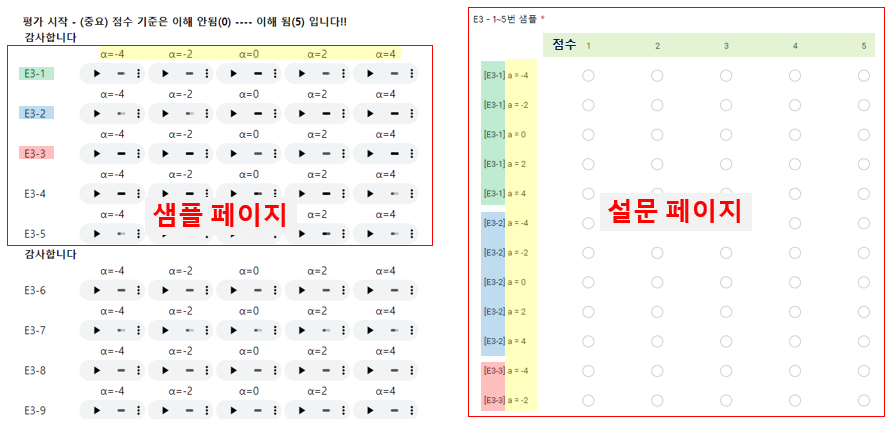 평가 시작 - (중요) 점수 기준은 이해 안됨(0) ---- 이해 됨(5) 입니다!!
감사합니다
α=-4 α=-2 α=0 α=2 α=4
E3-1
α=-4 α=-2 α=0 α=2 α=4
E3-2
α=-4 α=-2 α=0 α=2 α=4
E3-3
α=-4 α=-2 α=0 α=2 α=4
E3-4
α=-4 α=2 α=4
샘플 페이지
E3-5
감사합니다
α=-4 α=-2 α=0 α=2 α=4
E3-6
α=-4 α=-2 α=0 α=2 α=4
E3-7
α=-4 α=-2 α=0 α=2 α=4
E3-8
α=-4 α=-2 α=0 α=2 α=4
E3-9
E3 - 1~5번 샘플 *
점수 1 2 3 4 5
[E3-1] a = -4
[E3-1] a = -2
[E3-1] a = 0
[E3-1] a = 2
[E3-1] a = 4
설문 페이지
[E3-2] a = -4
[E3-2] a = -2
[E3-2] a = 0
[E3-2] a = 2
[E3-2] a = 4
[E3-3] a = -4
[E3-3] a = -2